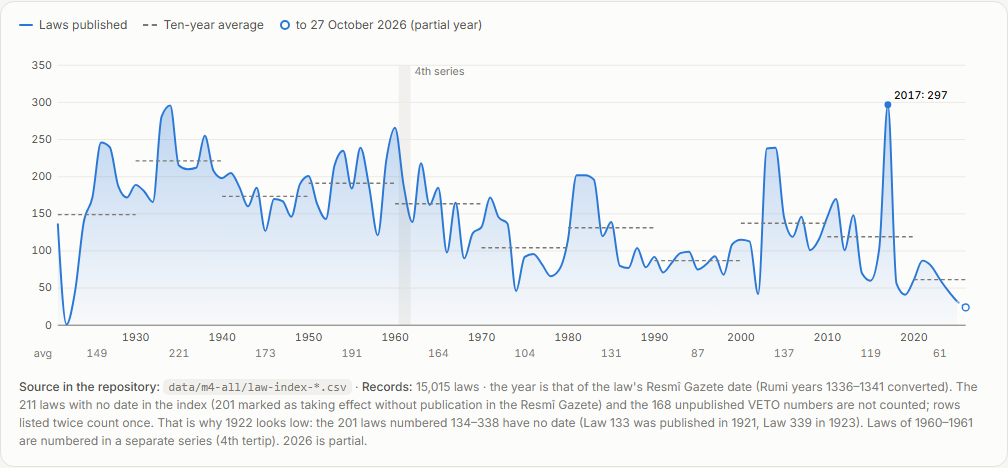 Laws published Ten-year average to 27 October 2026 (partial year)
350
4th series
300
2017: 297
250
200
150
100
50
0
1930 1940 1950 1960 1970 1980 1990 2000 2010 2020
avg 149 221 173 191 164 104 131 87 137 119 61
Source in the repository: data/m4-all/law-index-*.csv · Records: 15,015 laws · the year is that of the law's Resmî Gazete date (Rumi years 1336–1341 converted). The
211 laws with no date in the index (201 marked as taking effect without publication in the Resmî Gazete) and the 168 unpublished VETO numbers are not counted; rows
listed twice count once. That is why 1922 looks low: the 201 laws numbered 134–338 have no date (Law 133 was published in 1921, Law 339 in 1923). Laws of 1960–1961
are numbered in a separate series (4th tertip). 2026 is partial.